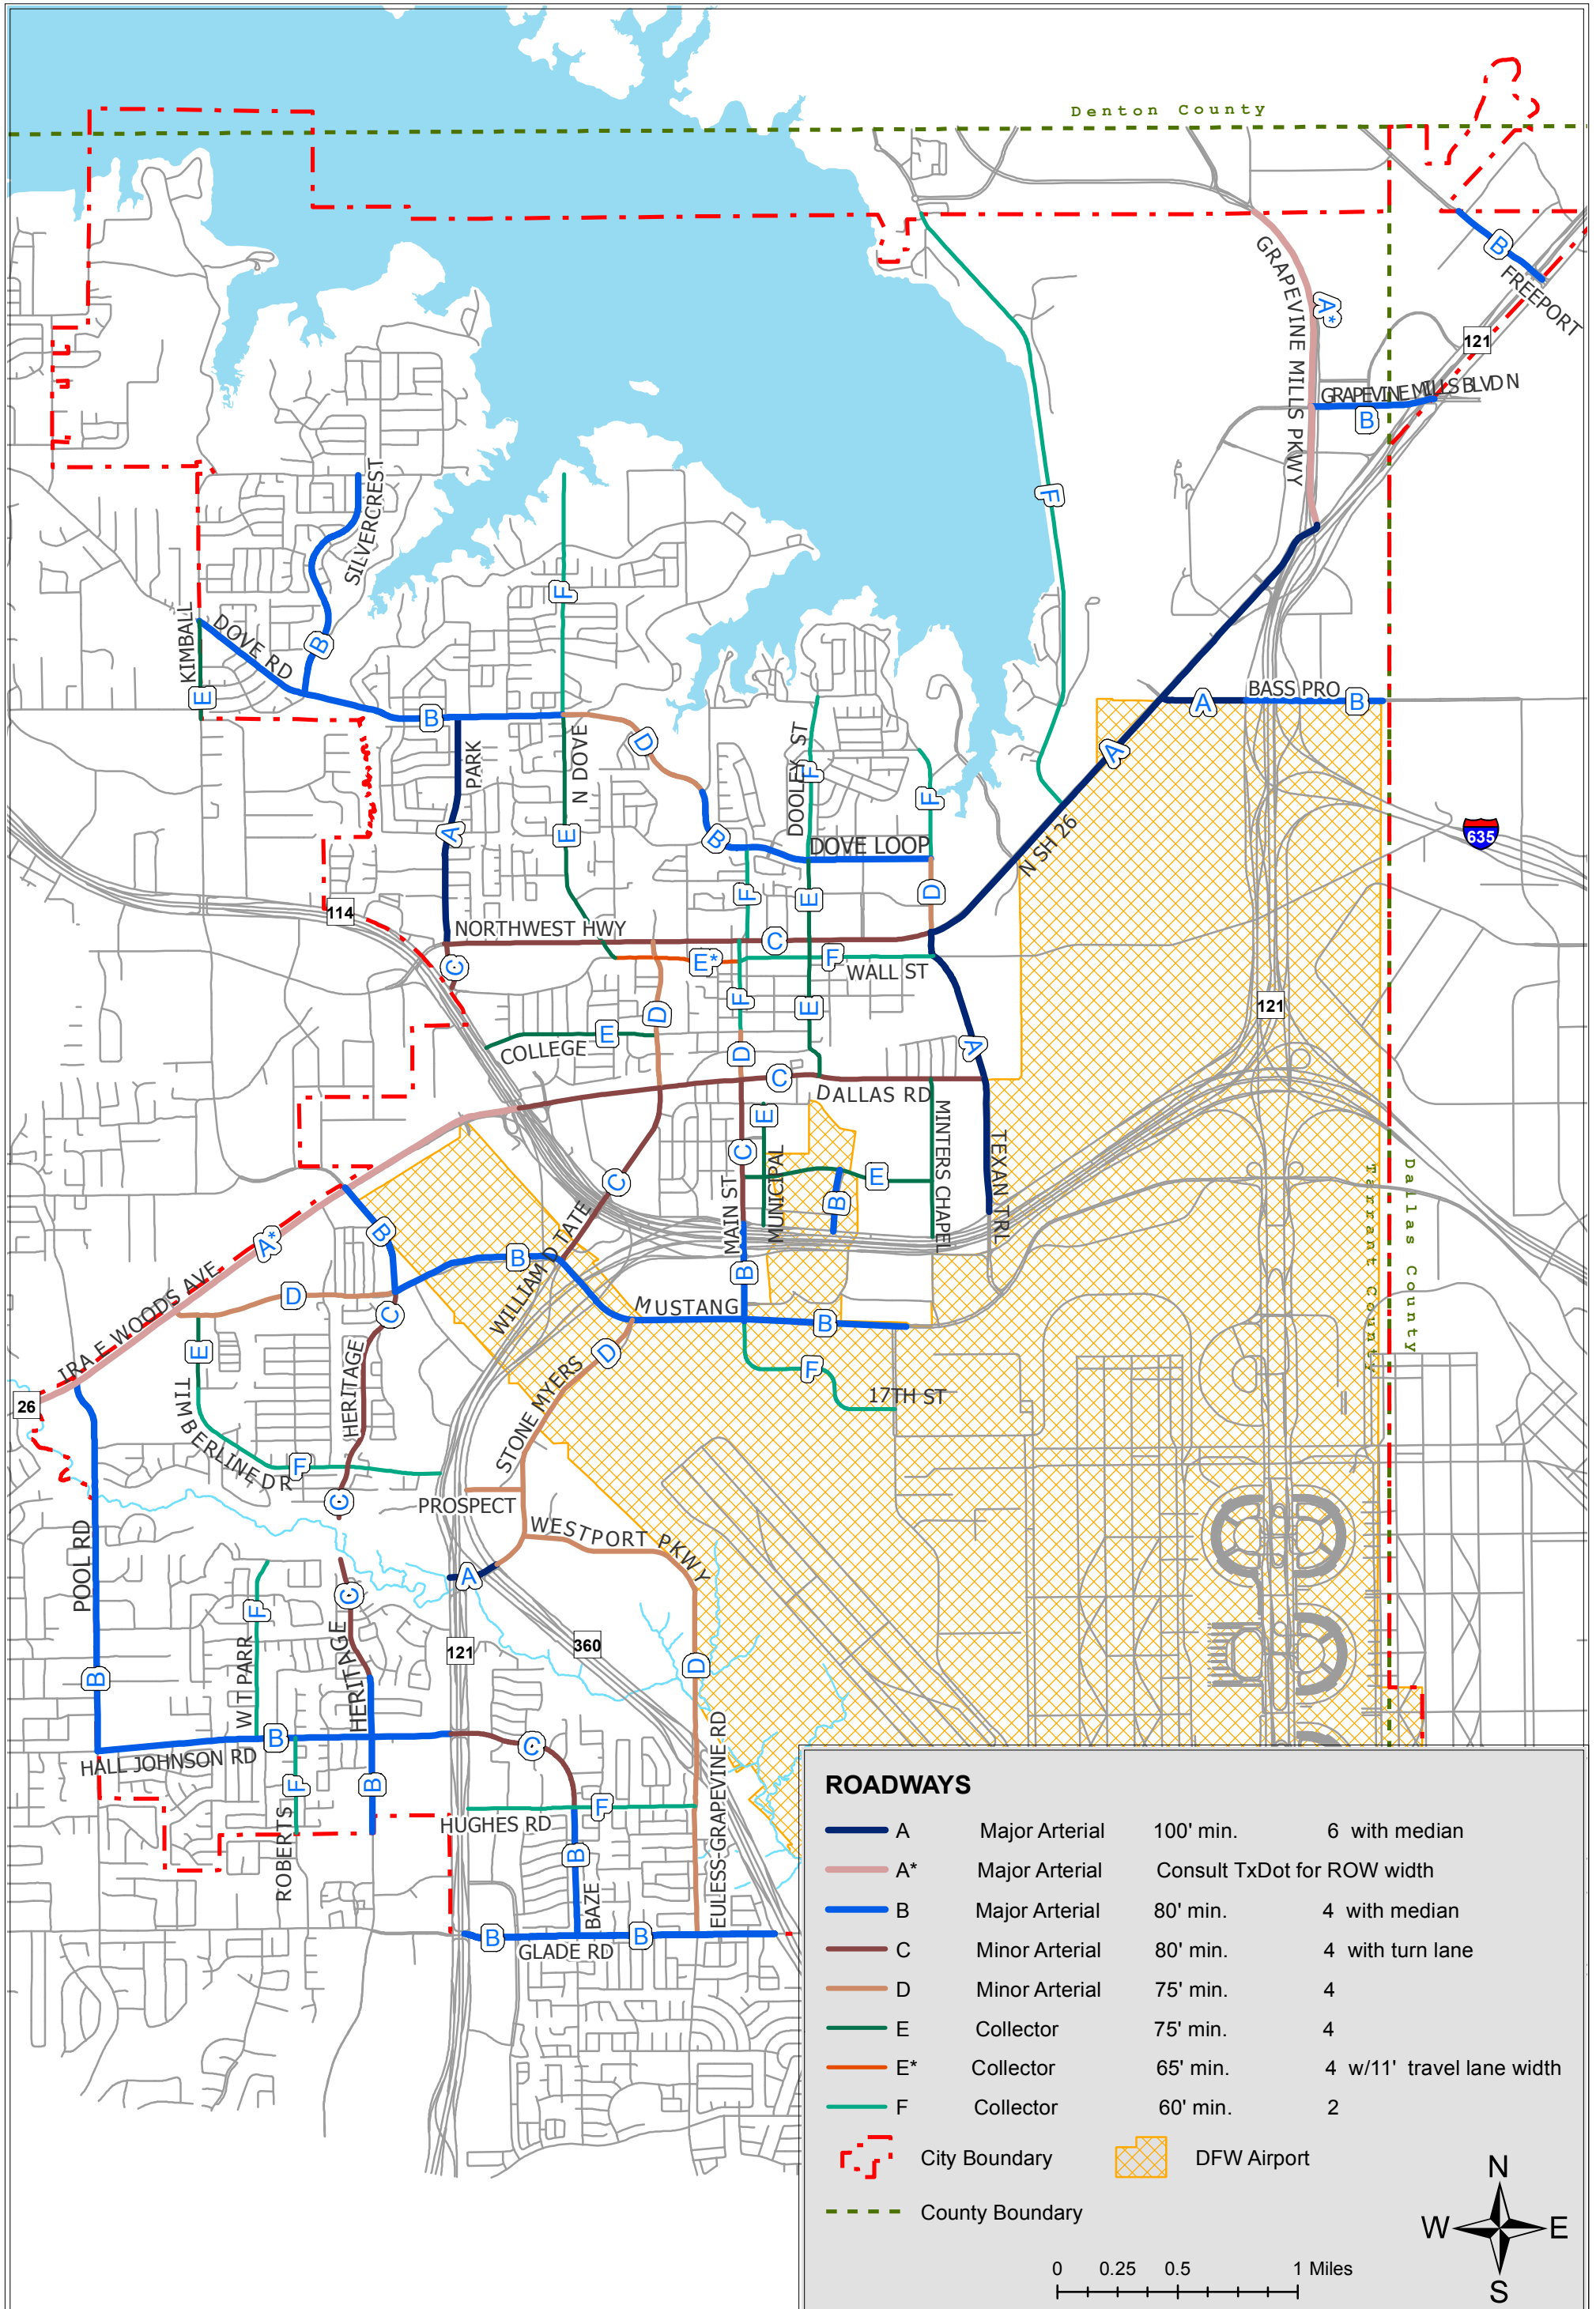 Denton County
GRAPEVINE MILLS PKWY
A*
B
FREEPORT
121
GRAPEVINE MILLS BLVD N
B
F
SILVERCREST
F
KIMBALL
DOVE RD
B
E
B
PARK
N DOVE
D
DOOLEY ST
F
F
BASS PRO
A
B
A
A
E
B
DOVE LOOP
N SH 26
635
F
E
D
114
NORTHWEST HWY
C
C
E*
F
WALL ST
F
E
D
121
COLLEGE
E
D
A
C
DALLAS RD
E
MINTERS CHAPEL
TEXAN TRL
C
MUNICIPAL
E
C
MAIN ST
B
Tarrant County
Dallas County
B
A*
WILLIAM D TATE
B
B
IRA E WOODS AVE
D
C
MUSTANG
B
E
HERITAGE
D
F
17TH ST
26
TIMBERLINE DR
STONE MYERS
F
C
PROSPECT
WESTPORT PKWY
POOL RD
A
C
F
HERITAGE
W T PARR
121
360
D
B
B
HALL JOHNSON RD
C
EULESS-GRAPEVINE RD
F
B
ROBERTS
HUGHES RD
F
B
BAZE
B
GLADE RD
B
ROADWAYS
A Major Arterial 100' min. 6 with median
A* Major Arterial Consult TxDot for ROW width
B Major Arterial 80' min. 4 with median
C Minor Arterial 80' min. 4 with turn lane
D Minor Arterial 75' min. 4
E Collector 75' min. 4
E* Collector 65' min. 4 w/11' travel lane width
F Collector 60' min. 2
City Boundary DFW Airport
County Boundary
N
W E
S
0 0.25 0.5 1 Miles